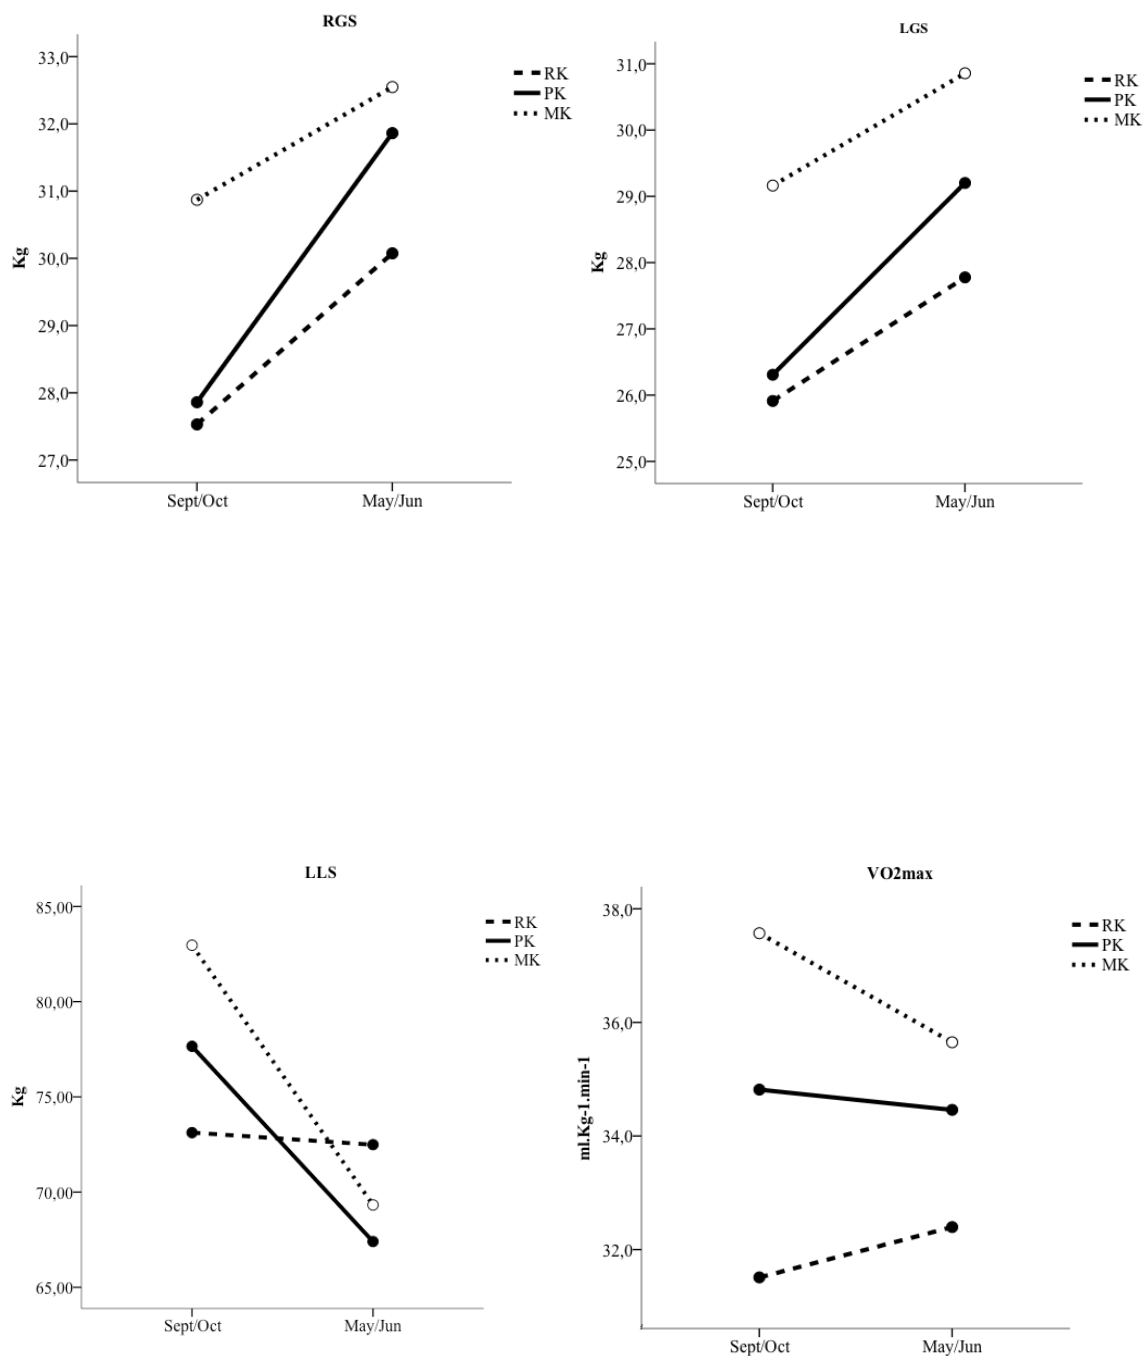 RGS
33,0
32,0
31,0
30,0
29,0
28,0
27,0
Kg
Sept/Oct
May/Jun
RK
PK
MK
LGS
31,0
30,0
29,0
28,0
27,0
26,0
25,0
Kg
Sept/Oct
May/Jun
RK
PK
MK
LLS
85,00
80,00
75,00
70,00
65,00
Kg
Sept/Oct
May/Jun
RK
PK
MK
VO2max
38,0
36,0
34,0
32,0
ml.Kg-1.min-1
Sept/Oct
May/Jun
RK
PK
MK